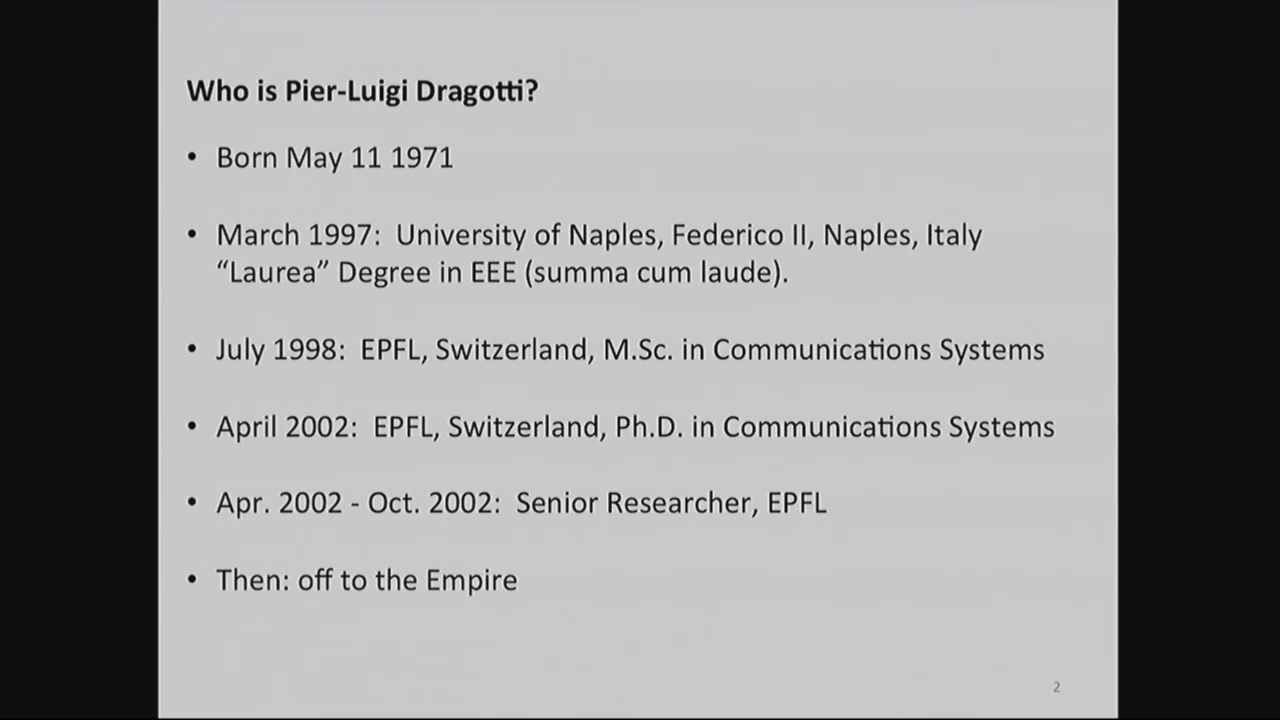 Who is Pier-Luigi Dragotti?
• Born May 11 1971
• March 1997:  University of Naples, Federico II, Naples, Italy
“Laurea” Degree in EEE (summa cum laude).
• July 1998:  EPFL, Switzerland, M.Sc. in Communications Systems
• April 2002:  EPFL, Switzerland, Ph.D. in Communications Systems
• Apr. 2002 - Oct. 2002:  Senior Researcher, EPFL
• Then: off to the Empire
2